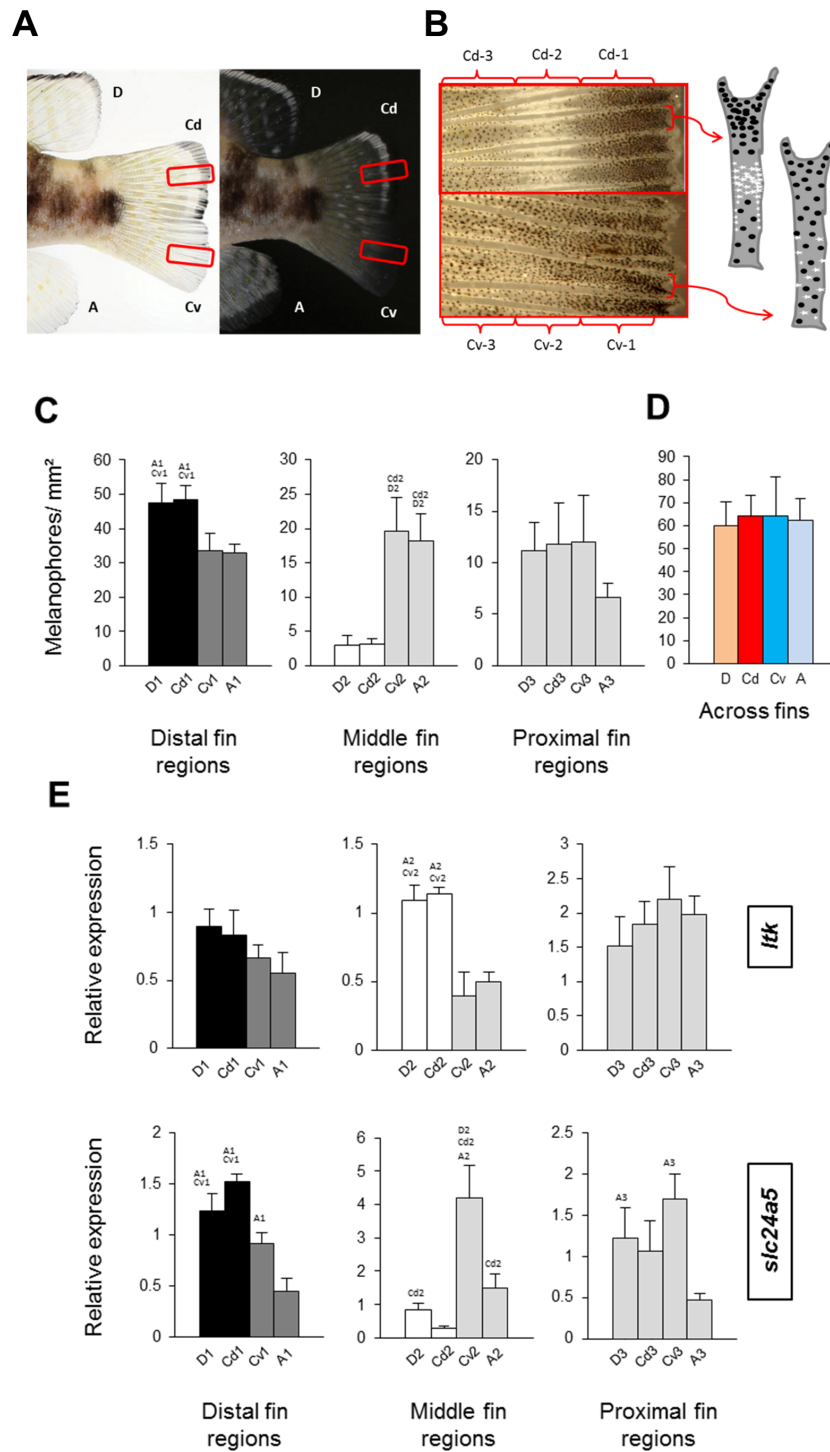 A
D
Cd
A
Cv
D
Cd
A
Cv
B
Cd-3
Cd-2
Cd-1
Cv-3
Cv-2
Cv-1
C
Melanophores/ mm²
60
50
40
30
20
10
0
A1
Cv1
A1
Cv1
D1
Cd1
Cv1
A1
Distal fin
regions
30
25
20
15
10
5
0
Cd2
D2
Cd2
D2
D2
Cd2
Cv2
A2
Middle fin
regions
20
15
10
5
0
D3
Cd3
Cv3
A3
Proximal fin
regions
D
90
80
70
60
50
40
30
20
10
0
D
Cd
Cv
A
Across fins
E
Relative expression
1.5
1
0.5
0
D1
Cd1
Cv1
A1
1.5
1
0.5
0
A2
Cv2
A2
Cv2
D2
Cd2
Cv2
A2
3
2.5
2
1.5
1
0.5
0
D3
Cd3
Cv3
A3
ltk
Relative expression
2
1.5
1
0.5
0
A1
Cv1
A1
Cv1
A1
D1
Cd1
Cv1
A1
Distal fin
regions
6
5
4
3
2
1
0
Cd2
D2
Cd2
A2
Cd2
D2
Cd2
Cv2
A2
Middle fin
regions
2.5
2
1.5
1
0.5
0
A3
A3
D3
Cd3
Cv3
A3
Proximal fin
regions
slc24a5